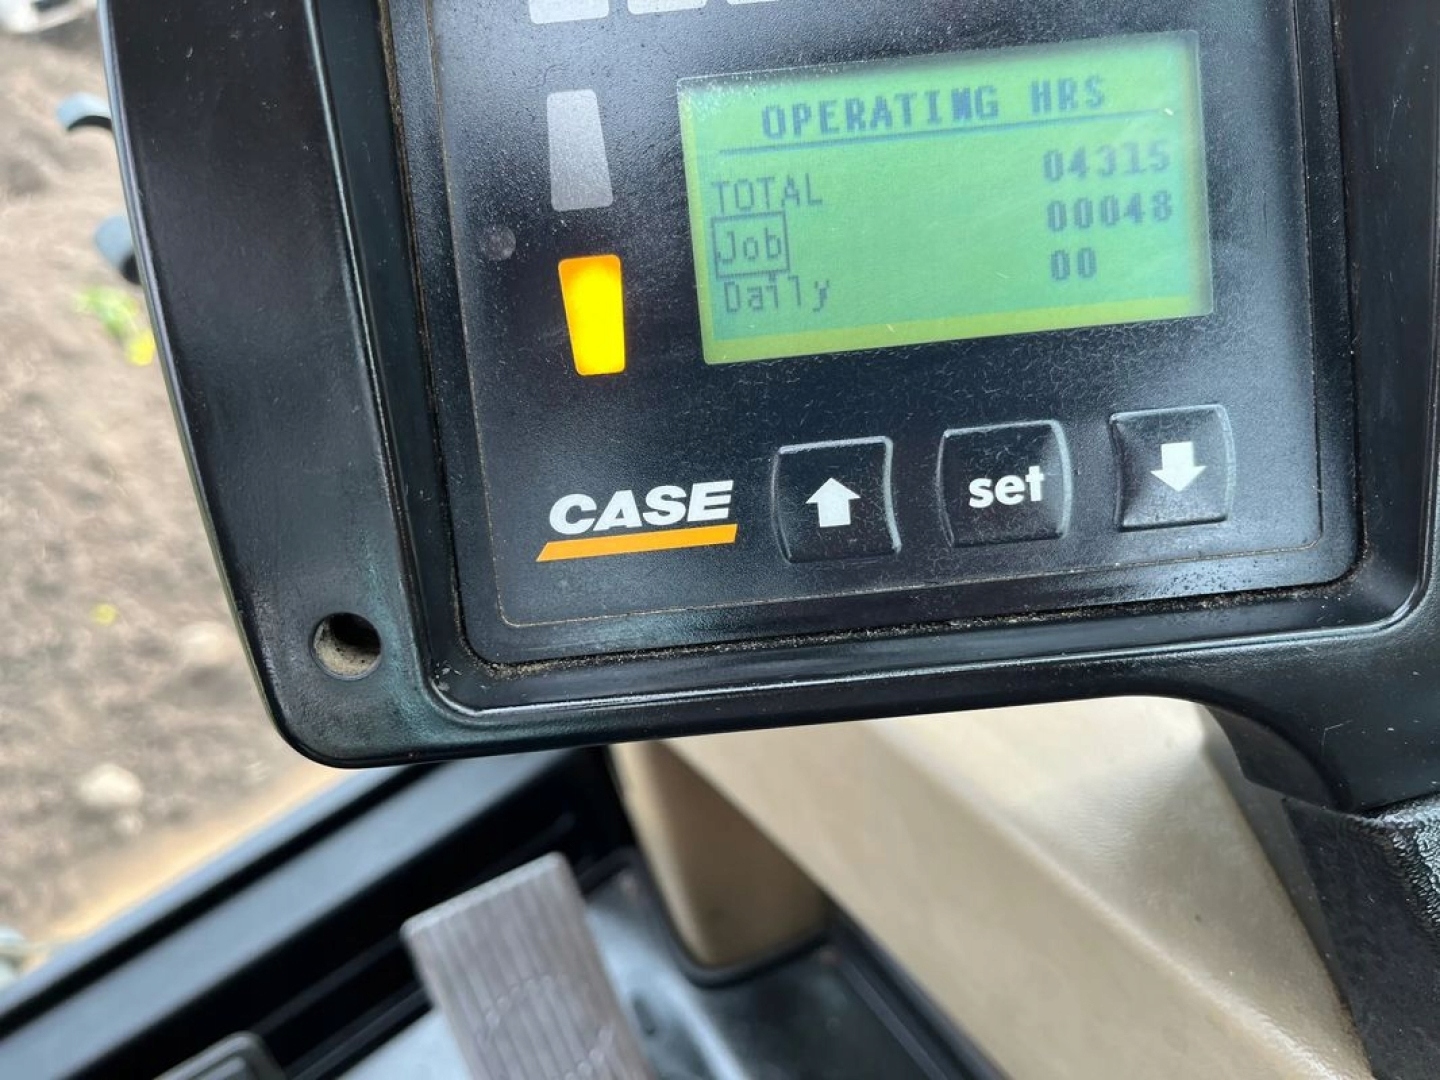 OPERATING HRS
TOTAL 04315
Job 00048
Daily 00
CASE
set